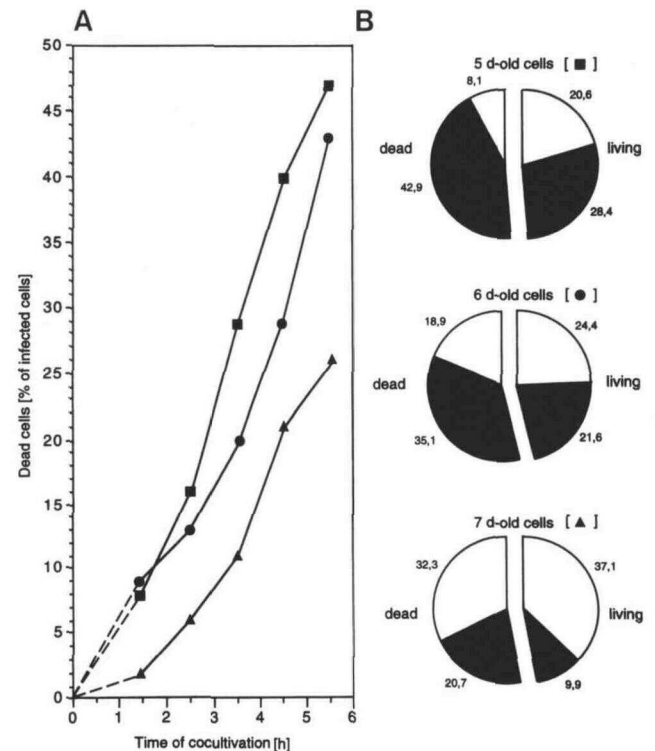 A
50
45
40
35
30
25
20
15
10
5
0
0 1 2 3 4 5 6
Time of cocultivation [h]
Dead cells [% of infected cells]
B
5 d-old cells [ ■ ]
8,1
20,6
dead
living
42,9
28,4
6 d-old cells [ ● ]
18,9
24,4
dead
living
35,1
21,6
7 d-old cells [ ▲ ]
32,3
37,1
dead
living
20,7
9,9